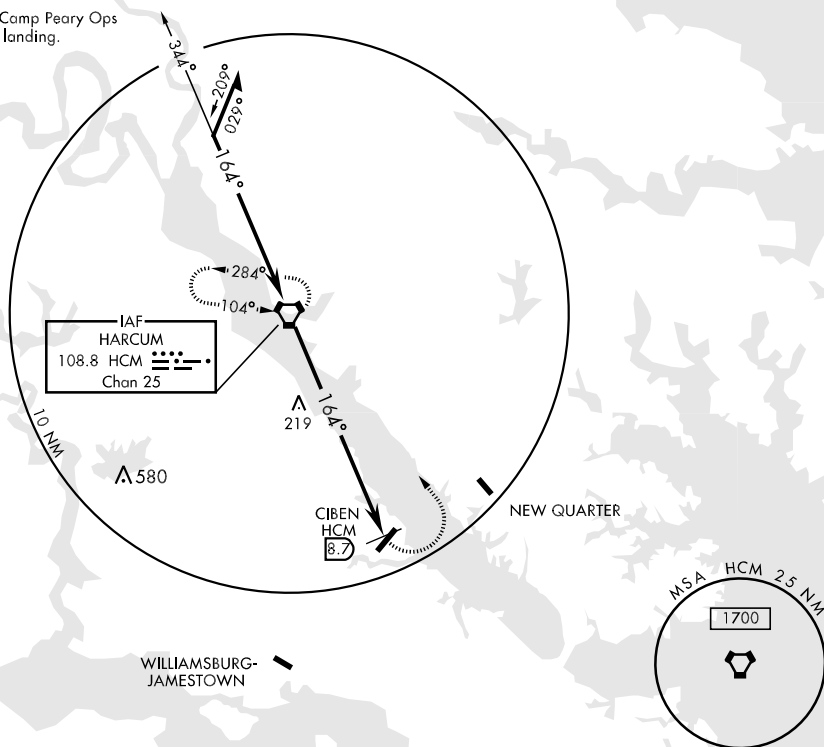 Camp Peary Ops
landing.
344°
209°
029°
164°
284°
104°
IAF
HARCUM
108.8 HCM
Chan 25
164°
219
10 NM
580
CIBEN
HCM
8.7
NEW QUARTER
MSA HCM 25 NM
1700
WILLIAMSBURG-
JAMESTOWN